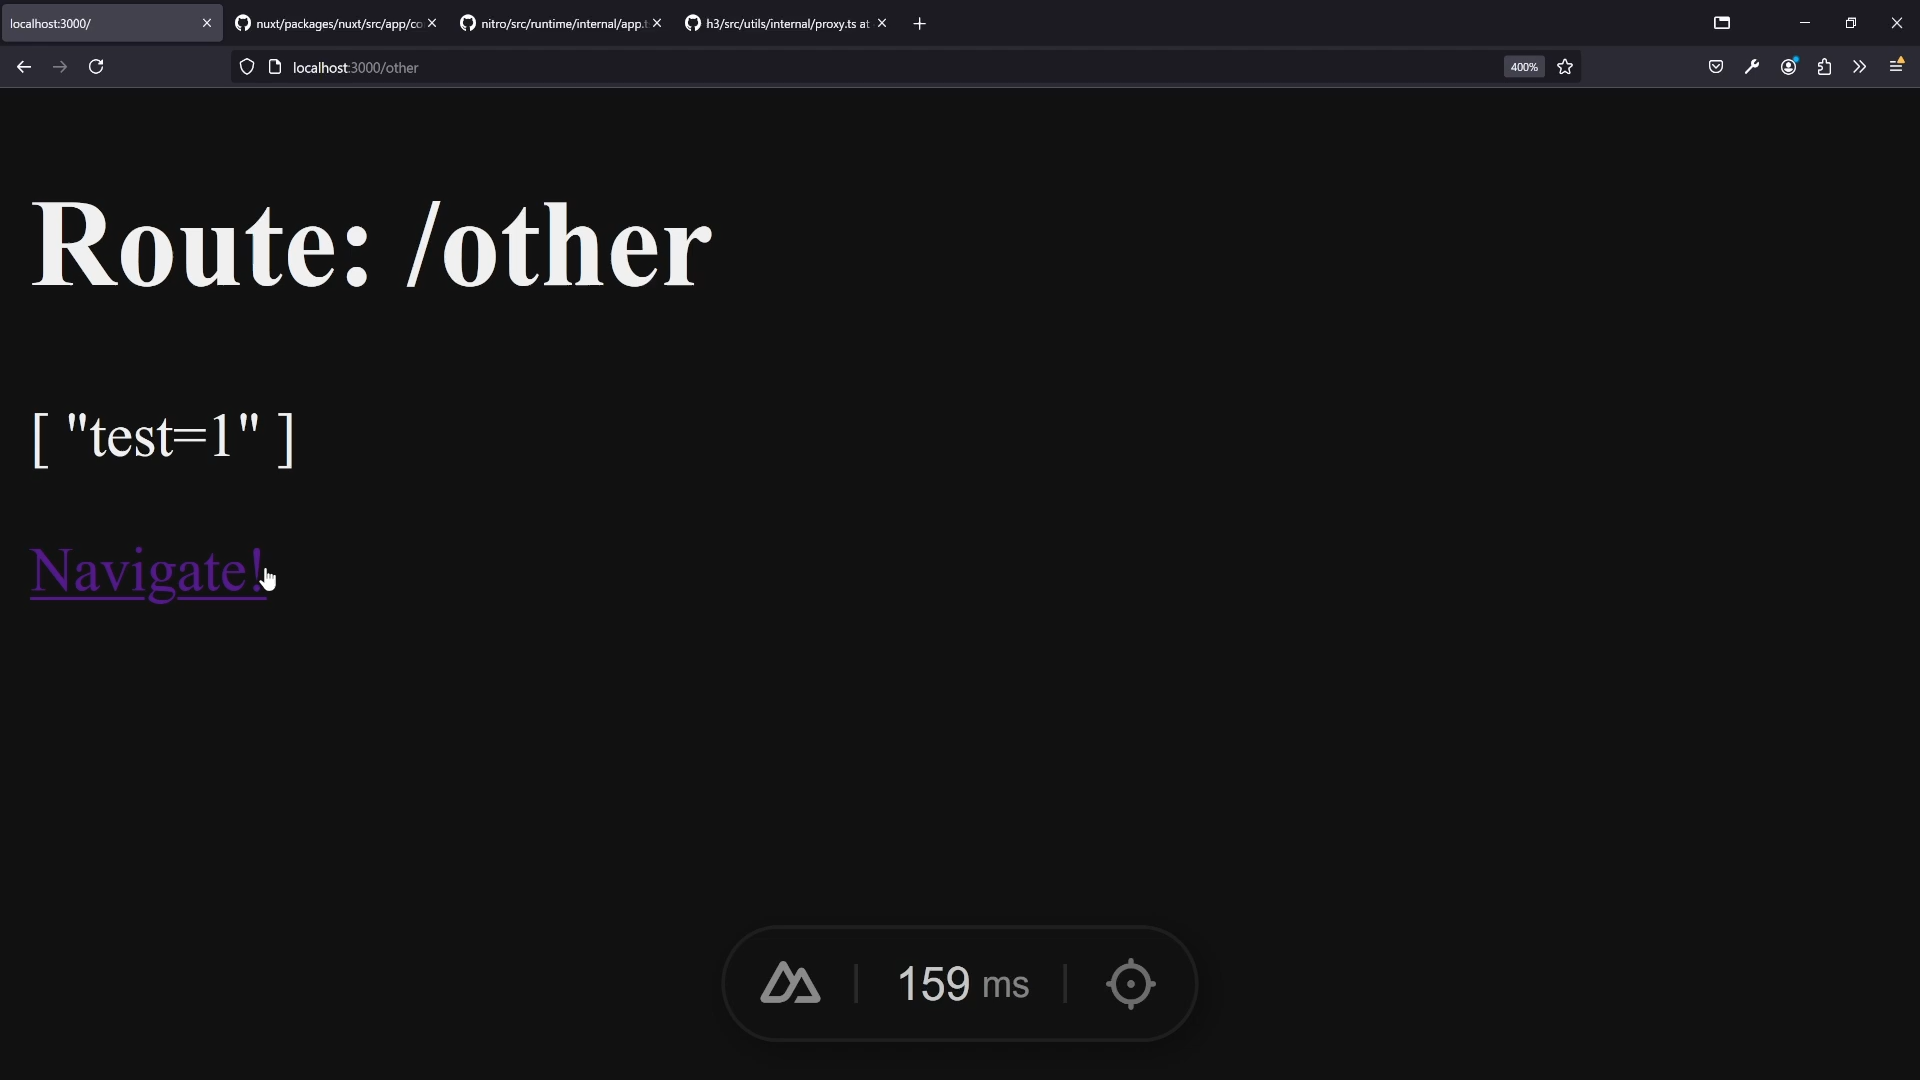 localhost:3000/
nuxt/packages/nuxt/src/app/co
nitro/src/runtime/internal/app.t
h3/src/utils/internal/proxy.ts at
localhost:3000/other
400%
Route: /other
[ "test=1" ]
Navigate!
159 ms